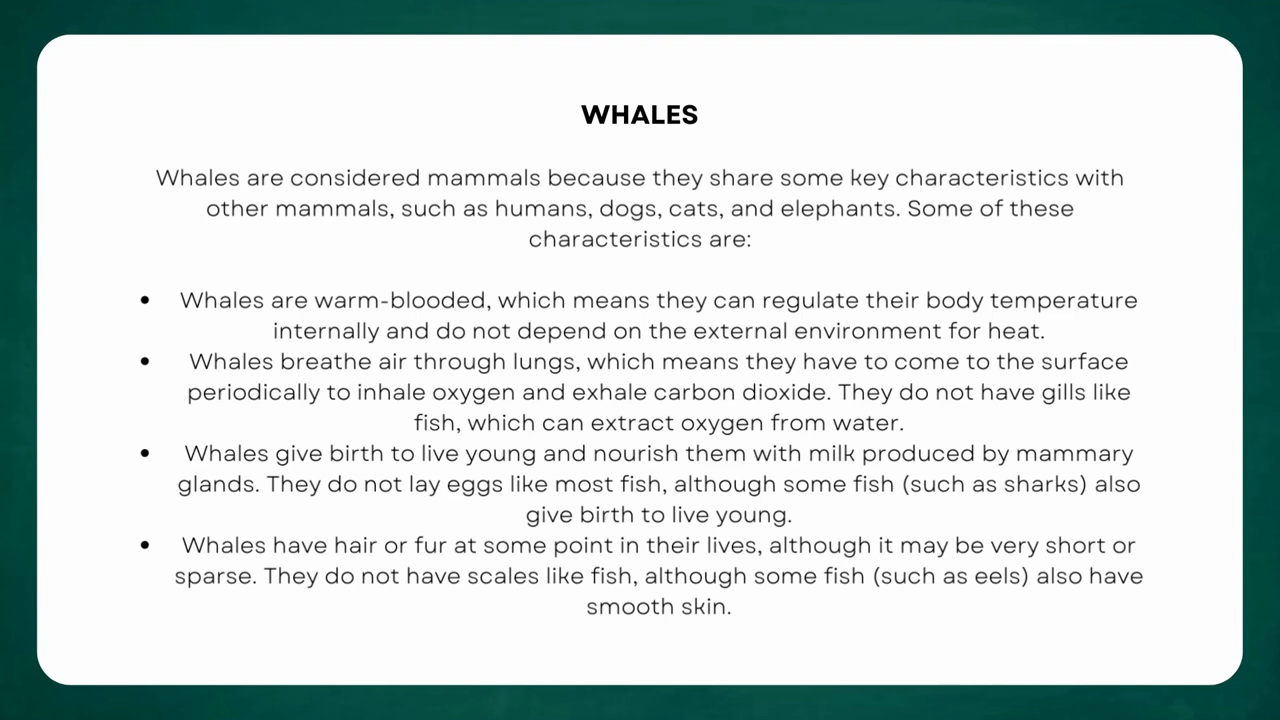 WHALES
Whales are considered mammals because they share some key characteristics with
other mammals, such as humans, dogs, cats, and elephants. Some of these
characteristics are:
• Whales are warm-blooded, which means they can regulate their body temperature
internally and do not depend on the external environment for heat.
• Whales breathe air through lungs, which means they have to come to the surface
periodically to inhale oxygen and exhale carbon dioxide. They do not have gills like
fish, which can extract oxygen from water.
• Whales give birth to live young and nourish them with milk produced by mammary
glands. They do not lay eggs like most fish, although some fish (such as sharks) also
give birth to live young.
• Whales have hair or fur at some point in their lives, although it may be very short or
sparse. They do not have scales like fish, although some fish (such as eels) also have
smooth skin.